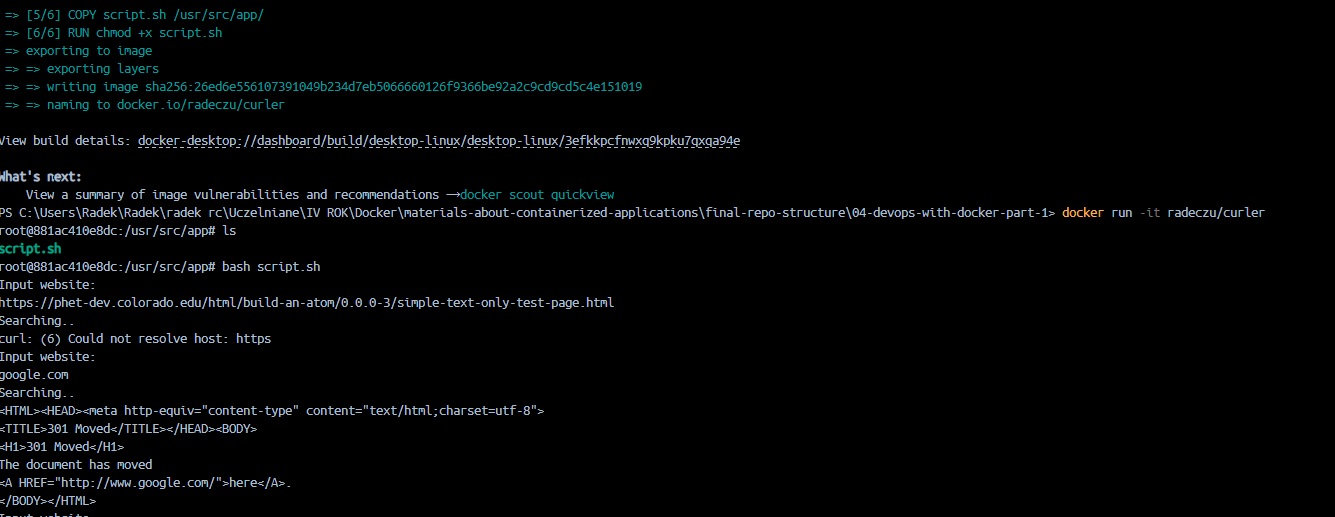 => [5/6] COPY script.sh /usr/src/app/
=> [6/6] RUN chmod +x script.sh
=> exporting to image
=> => exporting layers
=> => writing image sha256:26ed6e556107391049b234d7eb5066660126f9366be92a2c9cd9cd5c4e151019
=> => naming to docker.io/radeczu/curler
View build details: docker-desktop://dashboard/build/desktop-linux/desktop-linux/3efkkpcfnwxq9kpku7qxqa94e
What's next:
View a summary of image vulnerabilities and recommendations → docker scout quickview
PS C:\Users\Radek\Radek\radek rc\Uczelniane\IV ROK\Docker\materials-about-containerized-applications\final-repo-structure\04-devops-with-docker-part-1> docker run -it radeczu/curler
root@881ac410e8dc:/usr/src/app# ls
script.sh
root@881ac410e8dc:/usr/src/app# bash script.sh
Input website:
https://phet-dev.colorado.edu/html/build-an-atom/0.0.0-3/simple-text-only-test-page.html
Searching..
curl: (6) Could not resolve host: https
Input website:
google.com
Searching..
<HTML><HEAD><meta http-equiv="content-type" content="text/html;charset=utf-8">
<TITLE>301 Moved</TITLE></HEAD><BODY>
<H1>301 Moved</H1>
The document has moved
<A HREF="http://www.google.com/">here</A>.
</BODY></HTML>